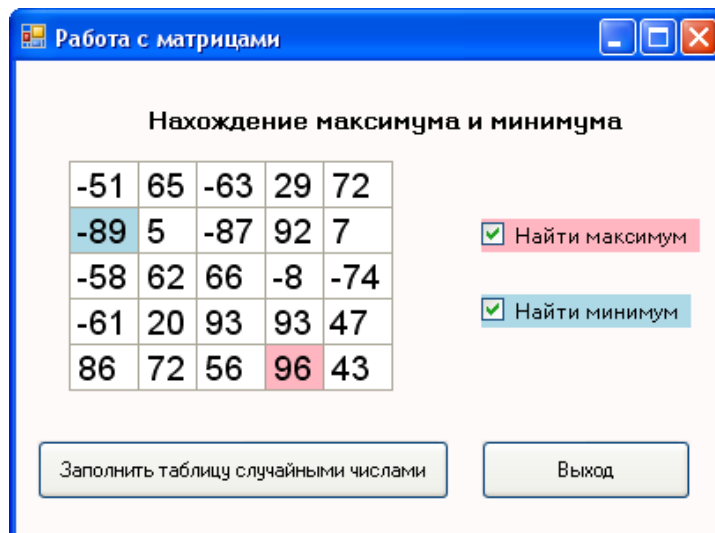 Работа с матрицами
Нахождение максимума и минимума
-51 65 -63 29 72
-89 5 -87 92 7
-58 62 66 -8 -74
-61 20 93 93 47
86 72 56 96 43
Найти максимум
Найти минимум
Заполнить таблицу случайными числами
Выход